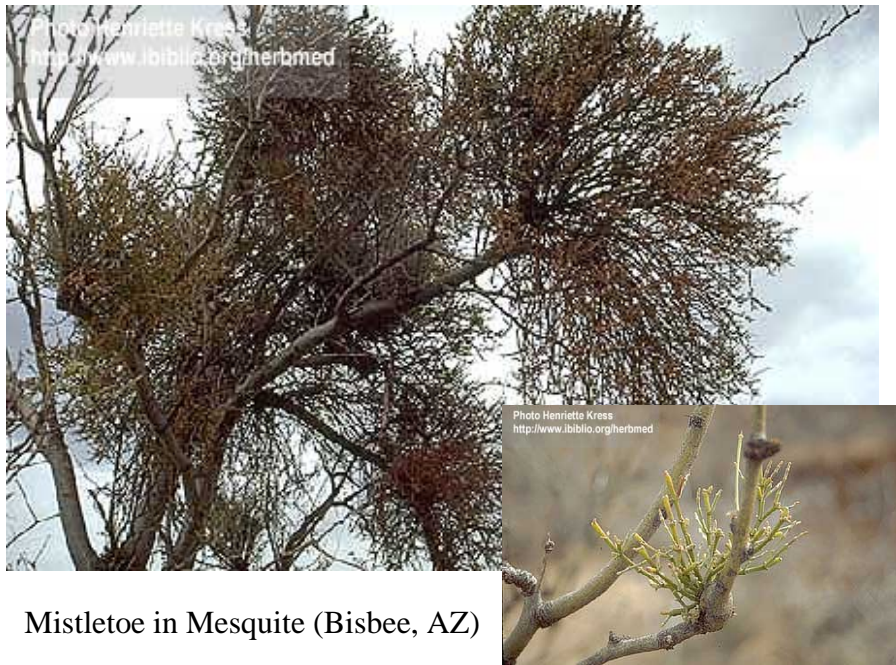 Photo Henriette Kress
http://www.ibiblio.org/herbmed
Photo Henriette Kress
http://www.ibiblio.org/herbmed
Mistletoe in Mesquite (Bisbee, AZ)